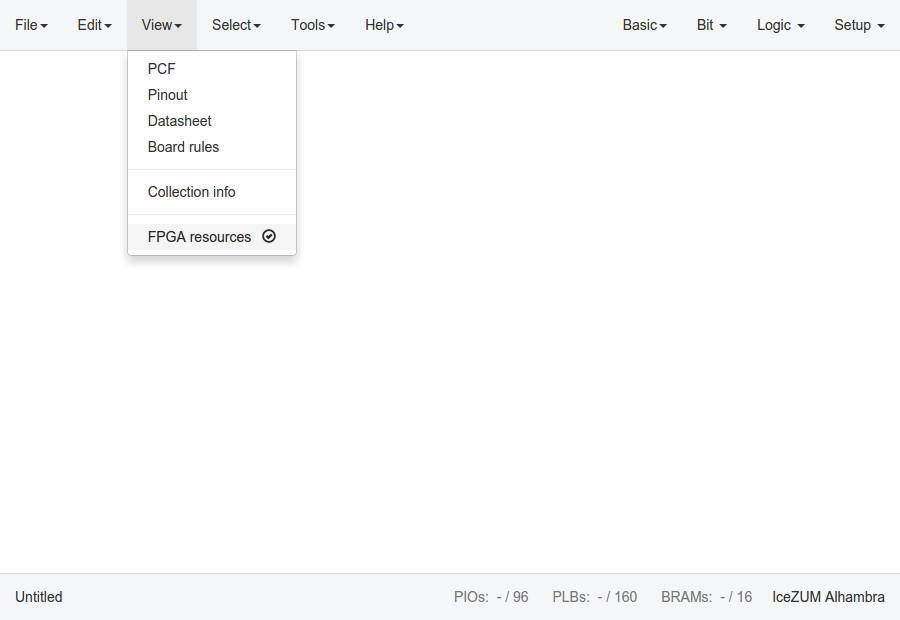 File Edit View Select Tools Help Basic Bit Logic Setup
PCF
Pinout
Datasheet
Board rules
Collection info
FPGA resources
Untitled PIOs: - / 96 PLBs: - / 160 BRAMs: - / 16 IceZUM Alhambra